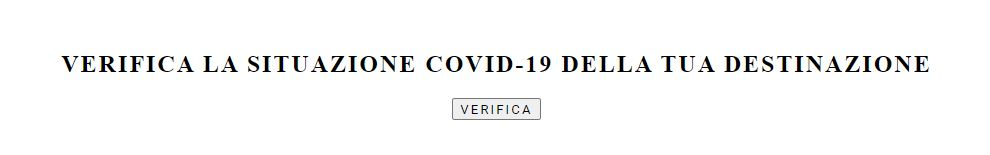 VERIFICA LA SITUAZIONE COVID-19 DELLA TUA DESTINAZIONE
VERIFICA